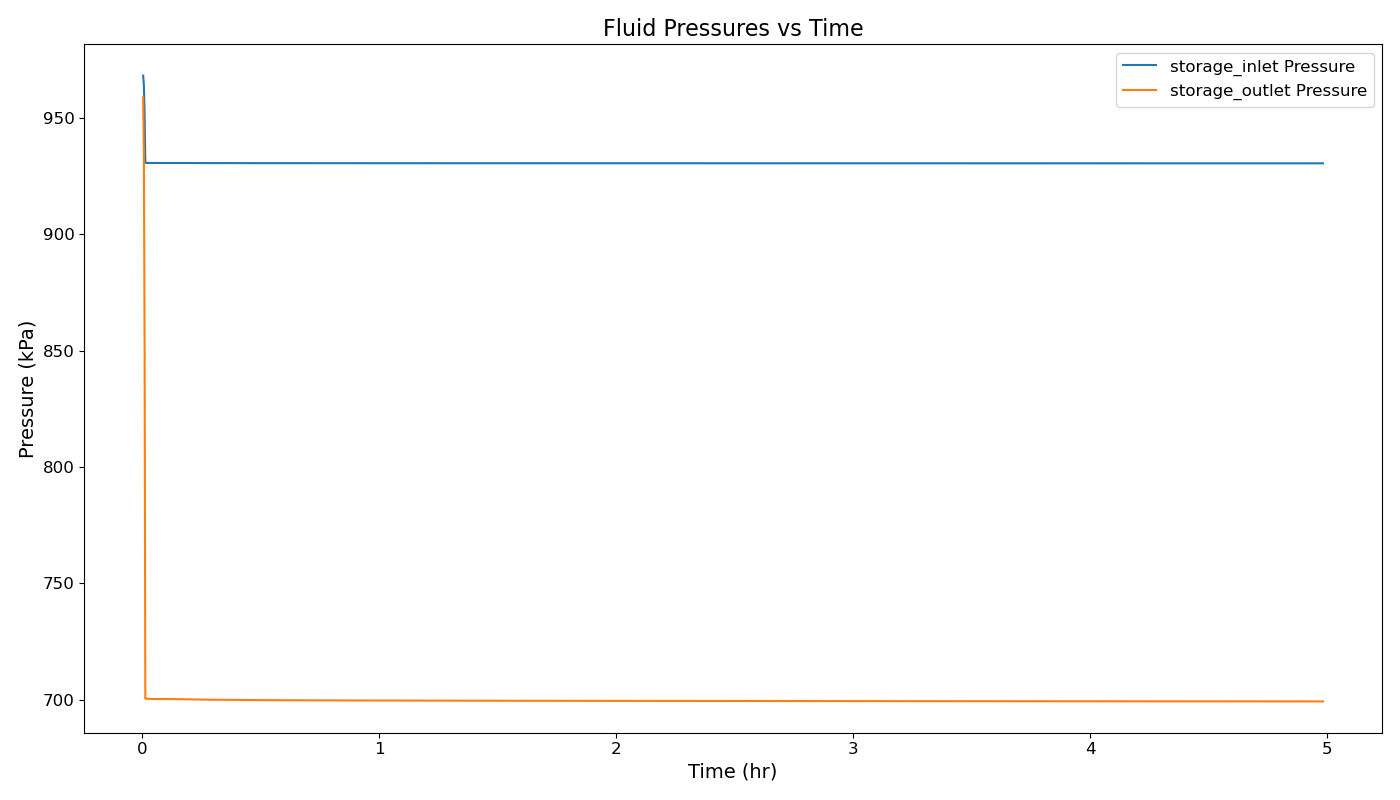 Fluid Pressures vs Time
storage_inlet Pressure
storage_outlet Pressure
Pressure (kPa)
950
900
850
800
750
700
0 1 2 3 4 5
Time (hr)